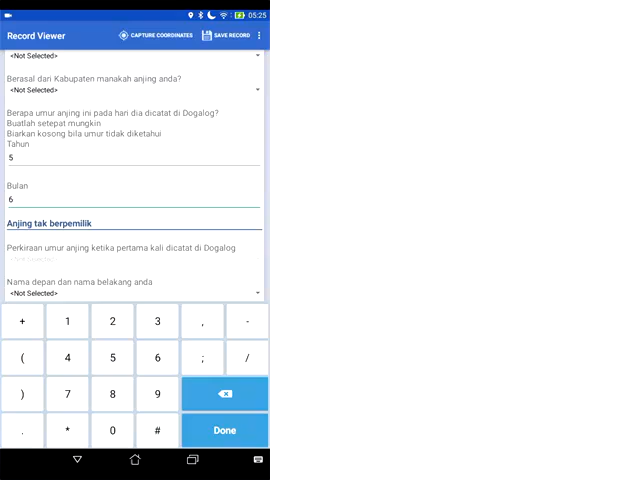 05:25
Record Viewer
CAPTURE COORDINATES
SAVE RECORD
<Not Selected>
Berasal dari Kabupaten manakah anjing anda?
<Not Selected>
Berapa umur anjing ini pada hari dia dicatat di Dogalog?
Buatlah setepat mungkin
Biarkan kosong bila umur tidak diketahui
Tahun
5
Bulan
6
Anjing tak berpemilik
Perkiraan umur anjing ketika pertama kali dicatat di Dogalog
<Not Selected>
Nama depan dan nama belakang anda
<Not Selected>
+ 1 2 3 , -
( 4 5 6 ; /
) 7 8 9
. * 0 # Done